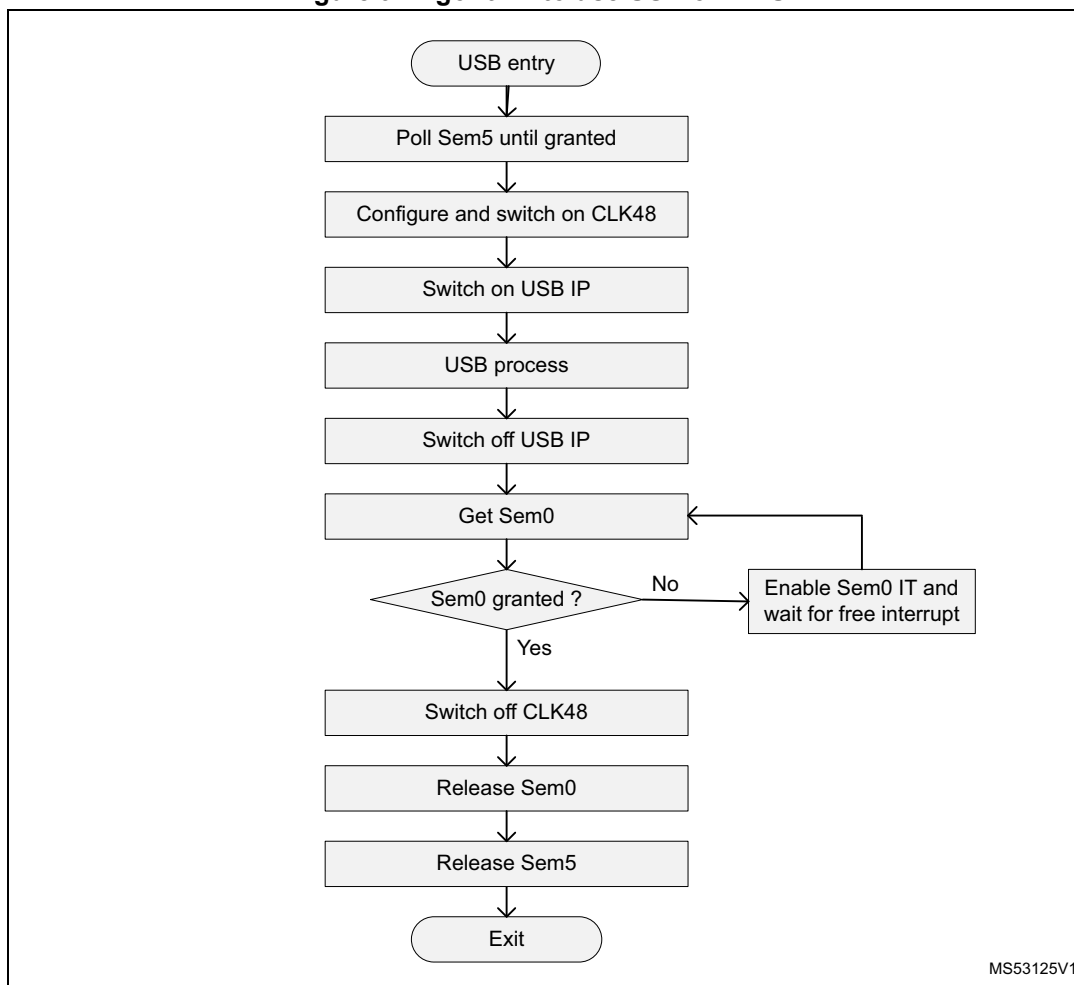 USB entry
Poll Sem5 until granted
Configure and switch on CLK48
Switch on USB IP
USB process
Switch off USB IP
Get Sem0
Sem0 granted ?
No
Enable Sem0 IT and
wait for free interrupt
Yes
Switch off CLK48
Release Sem0
Release Sem5
Exit
MS53125V1